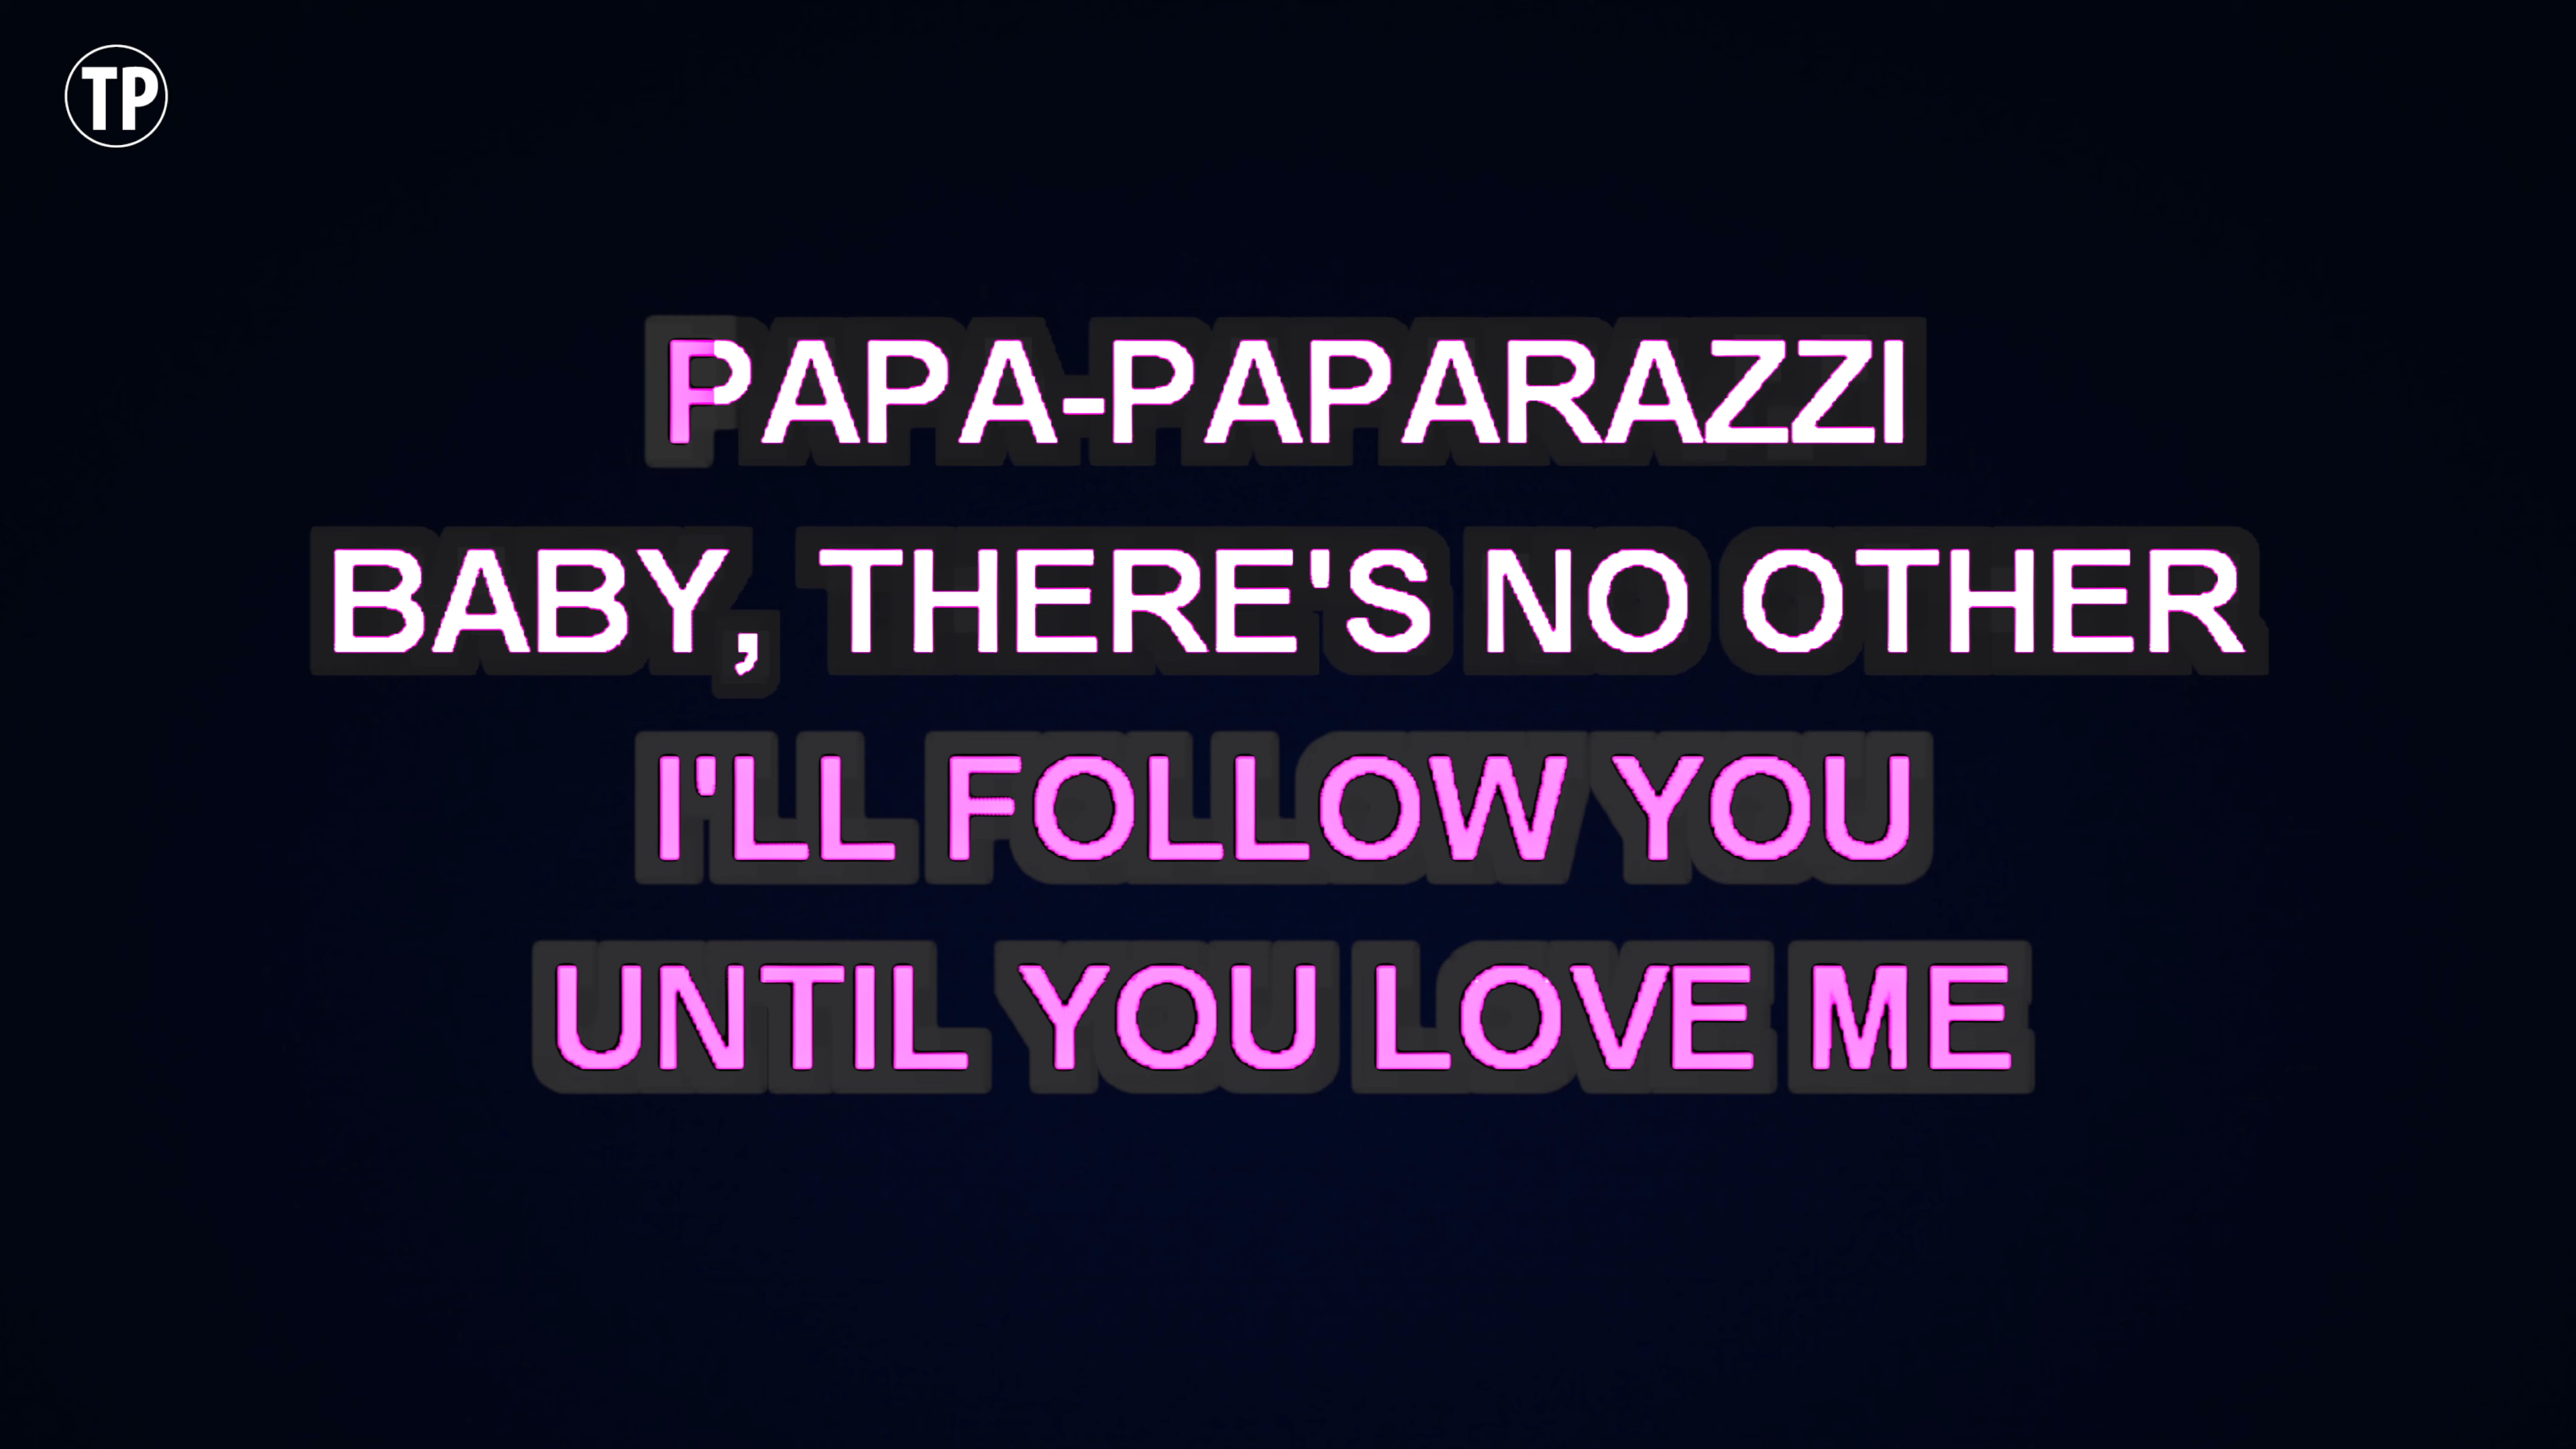 TP
PAPA-PAPARAZZI
BABY, THERE'S NO OTHER
I'LL FOLLOW YOU
UNTIL YOU LOVE ME